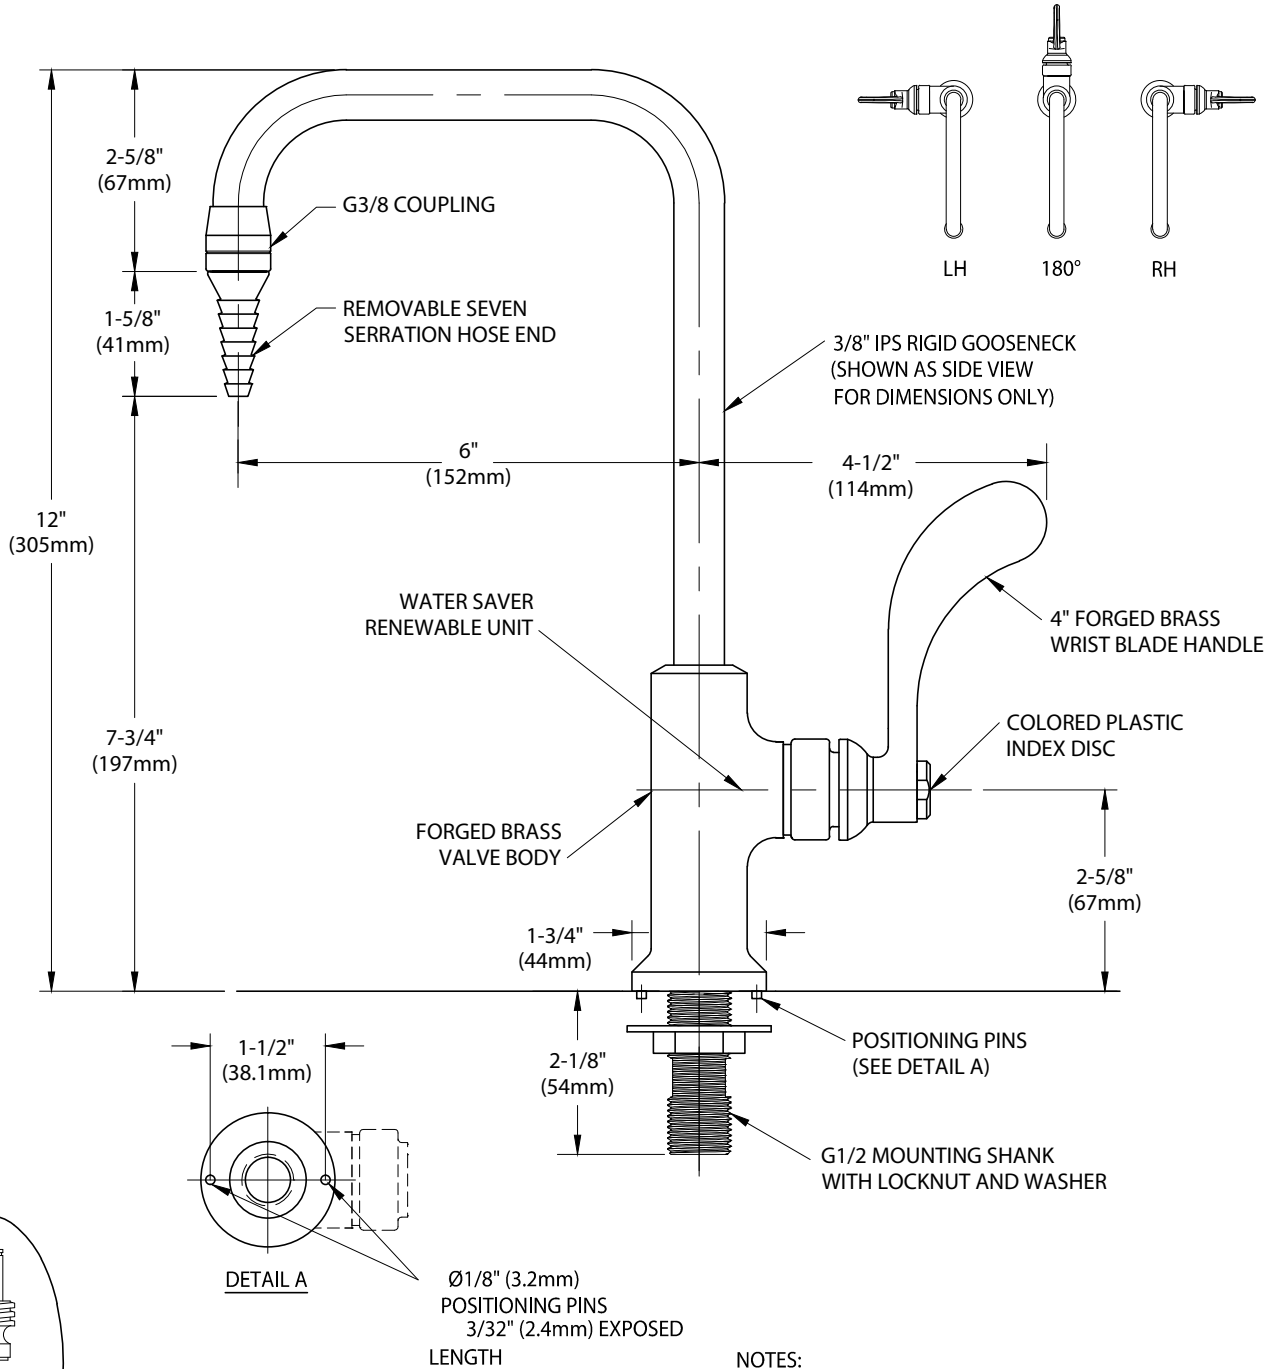 2-5/8"
(67mm)
G3/8 COUPLING
LH
180°
RH
1-5/8"
(41mm)
REMOVABLE SEVEN
SERRATION HOSE END
3/8" IPS RIGID GOOSENECK
(SHOWN AS SIDE VIEW
FOR DIMENSIONS ONLY)
6"
(152mm)
4-1/2"
(114mm)
12"
(305mm)
WATER SAVER
RENEWABLE UNIT
4" FORGED BRASS
WRIST BLADE HANDLE
7-3/4"
(197mm)
COLORED PLASTIC
INDEX DISC
FORGED BRASS
VALVE BODY
2-5/8"
(67mm)
1-3/4"
(44mm)
1-1/2"
(38.1mm)
2-1/8"
(54mm)
POSITIONING PINS
(SEE DETAIL A)
G1/2 MOUNTING SHANK
WITH LOCKNUT AND WASHER
DETAIL A
Ø1/8" (3.2mm)
POSITIONING PINS
3/32" (2.4mm) EXPOSED
LENGTH
NOTES: